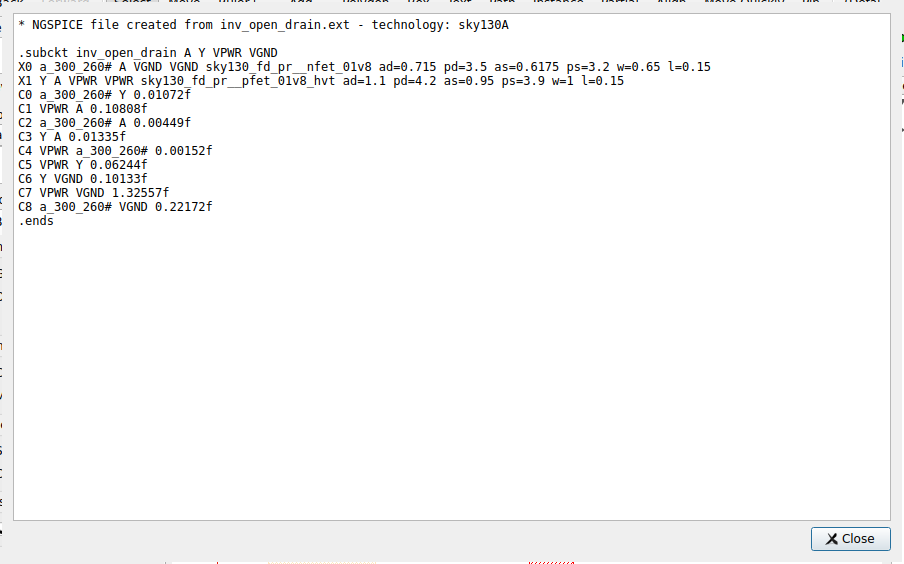 * NGSPICE file created from inv_open_drain.ext - technology: sky130A
.subckt inv_open_drain A Y VPWR VGND
X0 a_300_260# A VGND VGND sky130_fd_pr__nfet_01v8 ad=0.715 pd=3.5 as=0.6175 ps=3.2 w=0.65 l=0.15
X1 Y A VPWR VPWR sky130_fd_pr__pfet_01v8_hvt ad=1.1 pd=4.2 as=0.95 ps=3.9 w=1 l=0.15
C0 a_300_260# Y 0.01072f
C1 VPWR A 0.10808f
C2 a_300_260# A 0.00449f
C3 Y A 0.01335f
C4 VPWR a_300_260# 0.00152f
C5 VPWR Y 0.06244f
C6 Y VGND 0.10133f
C7 VPWR VGND 1.32557f
C8 a_300_260# VGND 0.22172f
.ends
Close